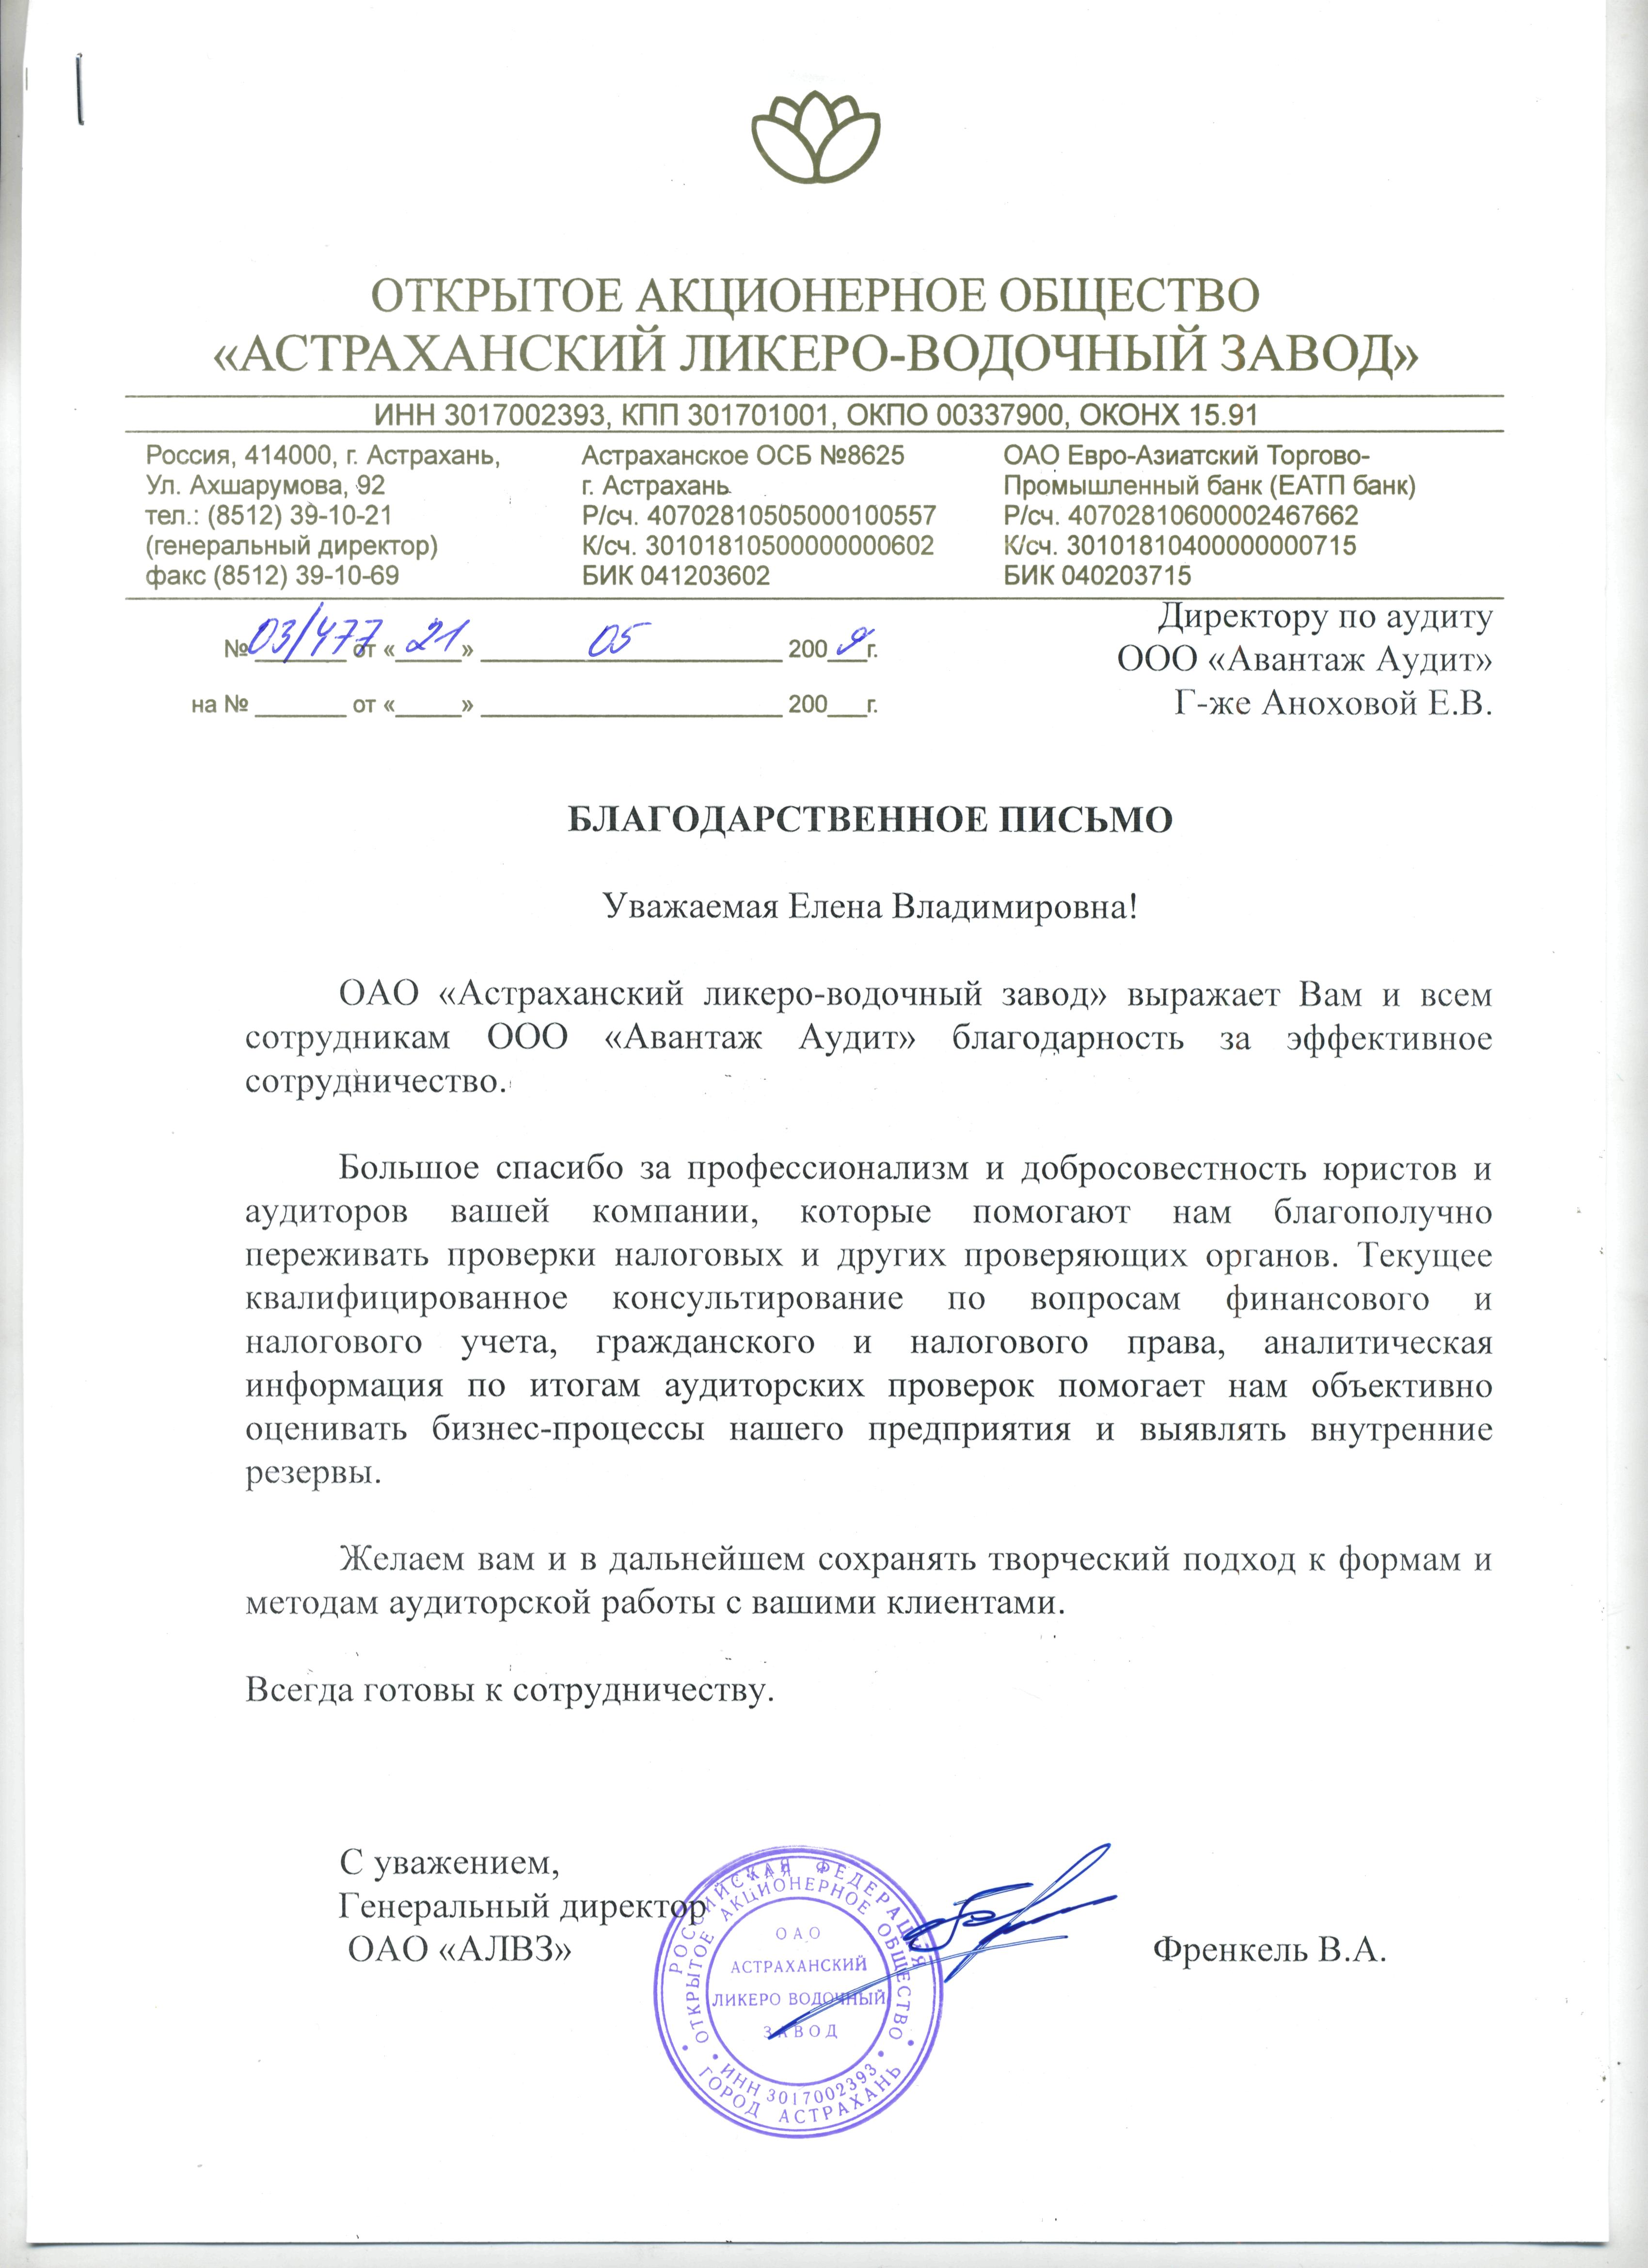 ОТКРЫТОЕ АКЦИОНЕРНОЕ ОБЩЕСТВО
«АСТРАХАНСКИЙ ЛИКЕРО-ВОДОЧНЫЙ ЗАВОД»
ИНН 3017002393, КПП 301701001, ОКПО 00337900, ОКОНХ 15.91
Россия, 414000, г. Астрахань,
Ул. Ахшарумова, 92
тел.: (8512) 39-10-21
(генеральный директор)
факс (8512) 39-10-69
Астраханское ОСБ №8625
г. Астрахань
Р/сч. 40702810505000100557
К/сч. 30101810500000000602
БИК 041203602
ОАО Евро-Азиатский Торгово-
Промышленный банк (ЕАТП банк)
Р/сч. 40702810600002467662
К/сч. 30101810400000000715
БИК 040203715
№ 03/477 от «21» 05 2009г.
на № ______ от «____» ____________ 200__г.
Директору по аудиту
ООО «Авантаж Аудит»
Г-же Аноховой Е.В.
БЛАГОДАРСТВЕННОЕ ПИСЬМО
Уважаемая Елена Владимировна!
ОАО «Астраханский ликеро-водочный завод» выражает Вам и всем
сотрудникам ООО «Авантаж Аудит» благодарность за эффективное
сотрудничество.
Большое спасибо за профессионализм и добросовестность юристов и
аудиторов вашей компании, которые помогают нам благополучно
переживать проверки налоговых и других проверяющих органов. Текущее
квалифицированное консультирование по вопросам финансового и
налогового учета, гражданского и налогового права, аналитическая
информация по итогам аудиторских проверок помогает нам объективно
оценивать бизнес-процессы нашего предприятия и выявлять внутренние
резервы.
Желаем вам и в дальнейшем сохранять творческий подход к формам и
методам аудиторской работы с вашими клиентами.
Всегда готовы к сотрудничеству.
С уважением,
Генеральный директор
ОАО «АЛВЗ»
Френкель В.А.
РОССИЙСКАЯ ФЕДЕРАЦИЯ
ОТКРЫТОЕ АКЦИОНЕРНОЕ ОБЩЕСТВО
ОАО
АСТРАХАНСКИЙ
ЛИКЕРО ВОДОЧНЫЙ
ЗАВОД
• ИНН 3017002393 •
• ГОРОД АСТРАХАНЬ •